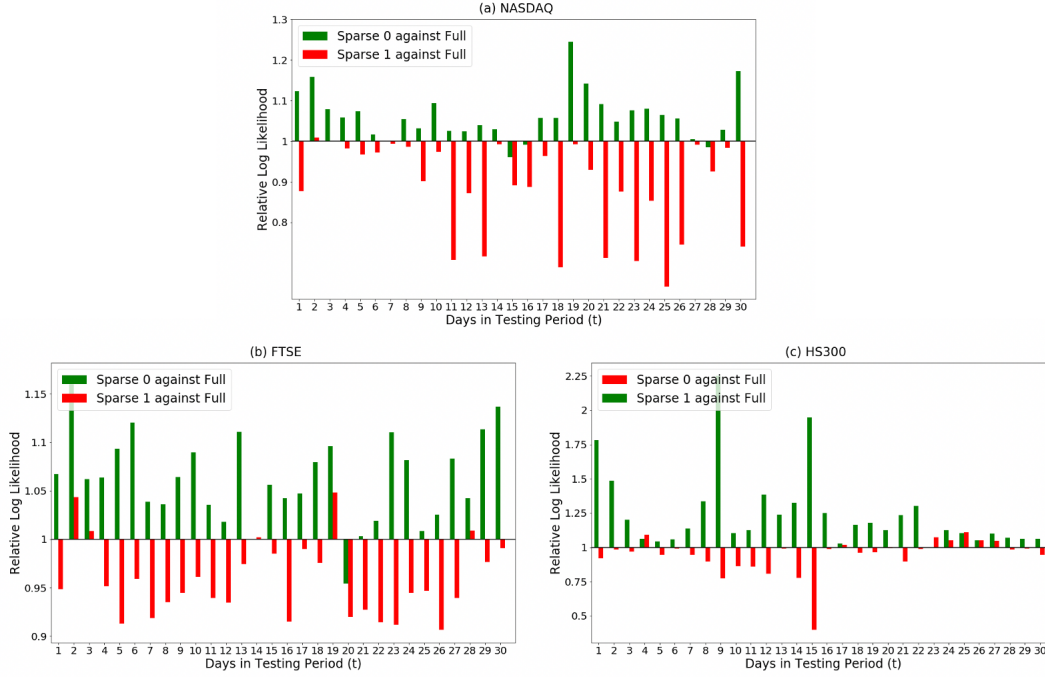 (a) NASDAQ
Sparse 0 against Full
Sparse 1 against Full
Relative Log Likelihood
1.3
1.2
1.1
1
0.9
0.8
1 2 3 4 5 6 7 8 9 10 11 12 13 14 15 16 17 18 19 20 21 22 23 24 25 26 27 28 29 30
Days in Testing Period (t)
(b) FTSE
Sparse 0 against Full
Sparse 1 against Full
Relative Log Likelihood
1.15
1.1
1.05
1
0.95
0.9
1 2 3 4 5 6 7 8 9 10 11 12 13 14 15 16 17 18 19 20 21 22 23 24 25 26 27 28 29 30
Days in Testing Period (t)
(c) HS300
Sparse 0 against Full
Sparse 1 against Full
Relative Log Likelihood
2.25
2
1.75
1.5
1.25
1
0.75
0.5
1 2 3 4 5 6 7 8 9 10 11 12 13 14 15 16 17 18 19 20 21 22 23 24 25 26 27 28 29 30
Days in Testing Period (t)